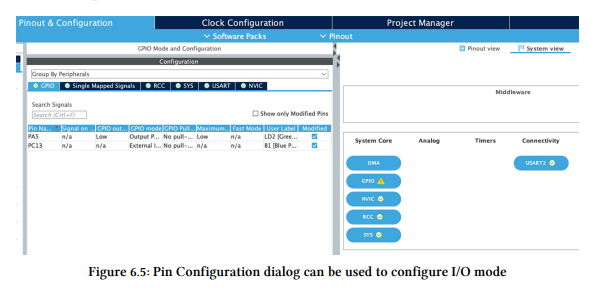 Pinout & Configuration
Clock Configuration
Project Manager
Software Packs
Pinout
GPIO Mode and Configuration
Pinout view
System view
Configuration
Group By Peripherals
GPIO
Single Mapped Signals
RCC
SYS
USART
NVIC
Search Signals
Search (Ctrl+F)
Show only Modified Pins
Pin Na... Signal on ... GPIO out... GPIO mode GPIO Pull... Maximum... Fast Mode User Label Modified
PA5 n/a Low Output P... No pull-... Low n/a LD2 [Gree...
PC13 n/a n/a External I... No pull-... n/a n/a B1 [Blue P...
Middleware
System Core Analog Timers Connectivity
DMA
USART2
GPIO
NVIC
RCC
SYS
Figure 6.5: Pin Configuration dialog can be used to configure I/O mode